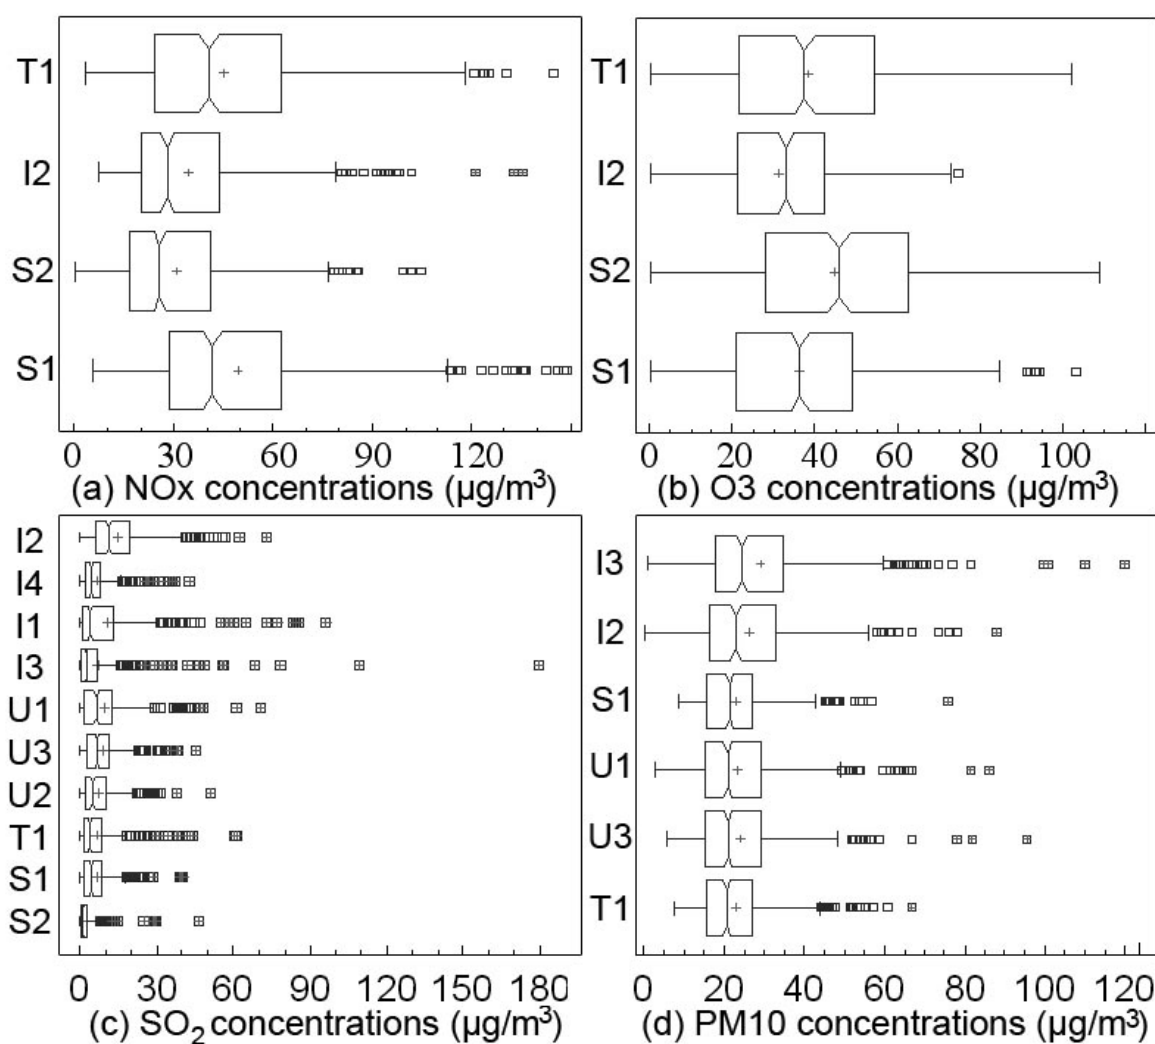 T1
I2
S2
S1
0 30 60 90 120
(a) NOx concentrations (µg/m³)
T1
I2
S2
S1
0 20 40 60 80 100
(b) O3 concentrations (µg/m³)
I2
I4
I1
I3
U1
U3
U2
T1
S1
S2
0 30 60 90 120 150 180
(c) SO₂ concentrations (µg/m³)
I3
I2
S1
U1
U3
T1
0 20 40 60 80 100 120
(d) PM10 concentrations (µg/m³)